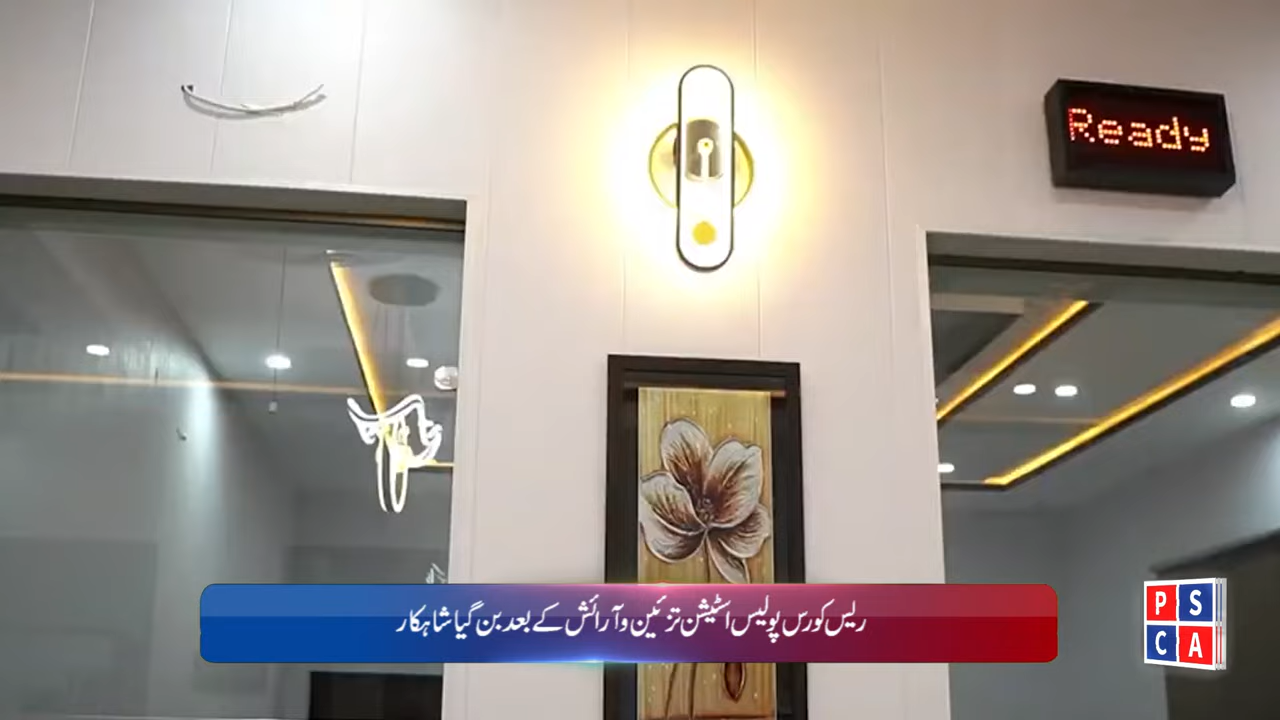 Ready
ریس کورس پولیس اسٹیشن تزئین و آرائش کے بعد بن گیا شاہکار
P S
C A